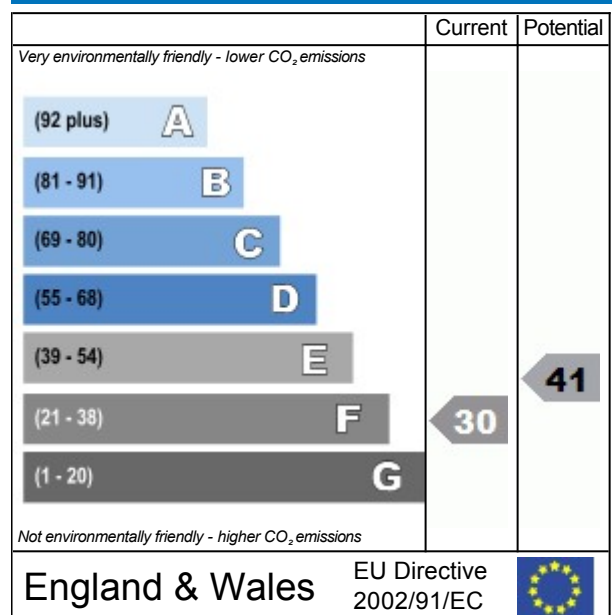 Current Potential
Very environmentally friendly - lower CO₂ emissions
(92 plus) A
(81 - 91) B
(69 - 80) C
(55 - 68) D
(39 - 54) E
41
(21 - 38) F
30
(1 - 20) G
Not environmentally friendly - higher CO₂ emissions
England & Wales
EU Directive
2002/91/EC